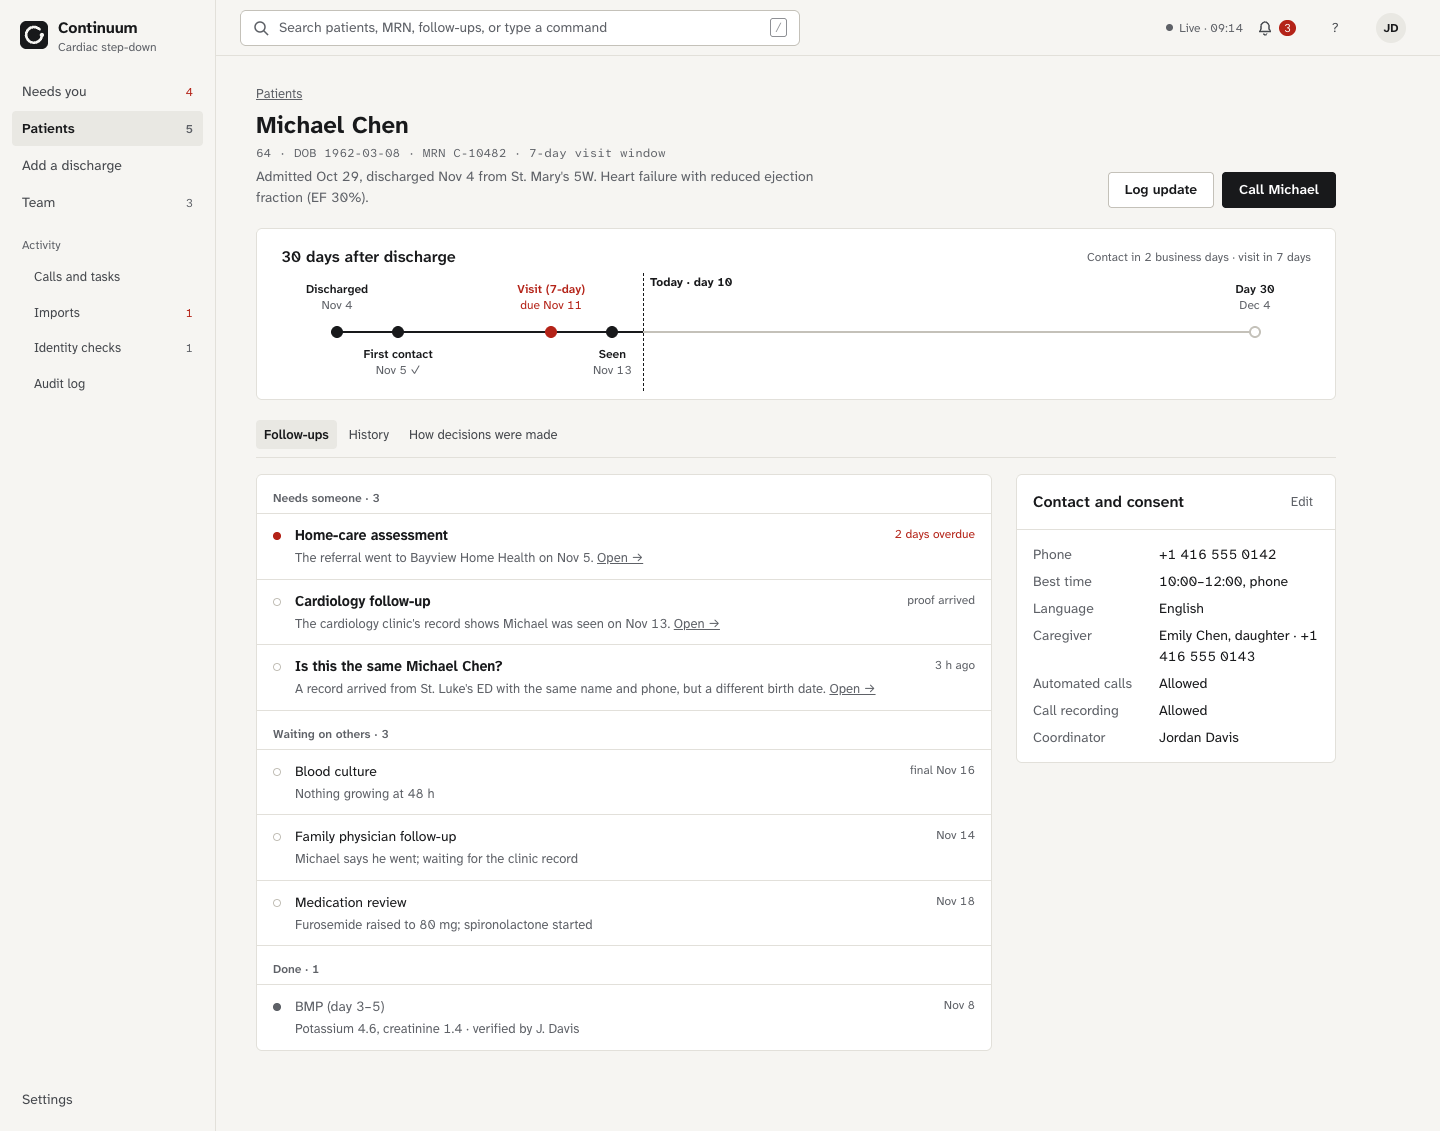 Continuum
Cardiac step-down
Search patients, MRN, follow-ups, or type a command
/
Live · 09:14
3
?
JD
Needs you 4
Patients 5
Add a discharge
Team 3
Activity
Calls and tasks
Imports 1
Identity checks 1
Audit log
Settings
Patients
Michael Chen
64 · DOB 1962-03-08 · MRN C-10482 · 7-day visit window
Admitted Oct 29, discharged Nov 4 from St. Mary's 5W. Heart failure with reduced ejection
fraction (EF 30%).
Log update
Call Michael
30 days after discharge
Contact in 2 business days · visit in 7 days
Discharged
Nov 4
Visit (7-day)
due Nov 11
Today · day 10
Day 30
Dec 4
First contact
Nov 5 ✓
Seen
Nov 13
Follow-ups
History
How decisions were made
Needs someone · 3
Home-care assessment
2 days overdue
The referral went to Bayview Home Health on Nov 5. Open →
Cardiology follow-up
proof arrived
The cardiology clinic's record shows Michael was seen on Nov 13. Open →
Is this the same Michael Chen?
3 h ago
A record arrived from St. Luke's ED with the same name and phone, but a different birth date. Open →
Waiting on others · 3
Blood culture
final Nov 16
Nothing growing at 48 h
Family physician follow-up
Nov 14
Michael says he went; waiting for the clinic record
Medication review
Nov 18
Furosemide raised to 80 mg; spironolactone started
Done · 1
BMP (day 3–5)
Nov 8
Potassium 4.6, creatinine 1.4 · verified by J. Davis
Contact and consent
Edit
Phone +1 416 555 0142
Best time 10:00–12:00, phone
Language English
Caregiver Emily Chen, daughter · +1
416 555 0143
Automated calls Allowed
Call recording Allowed
Coordinator Jordan Davis